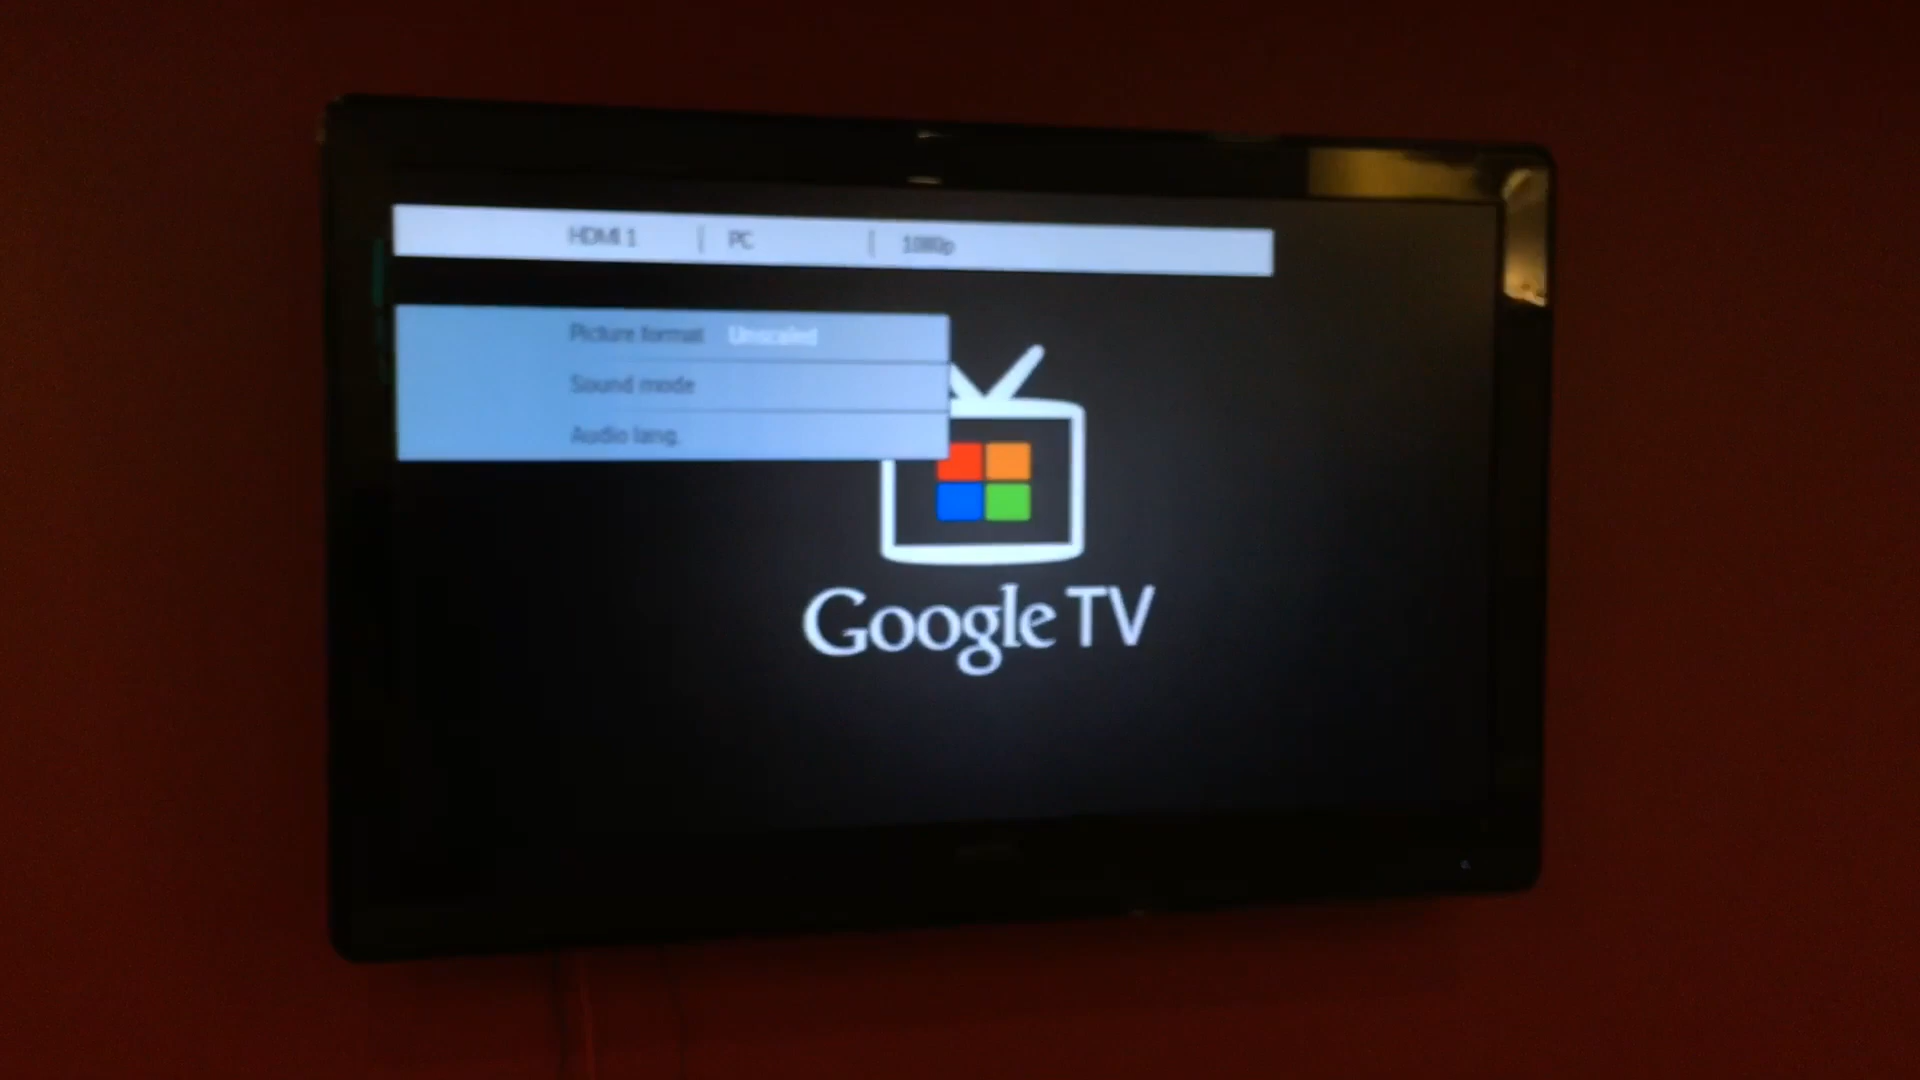 HDMI 1 | PC | 1080p
Picture format Unscaled
Sound mode
Audio lang.
Google TV